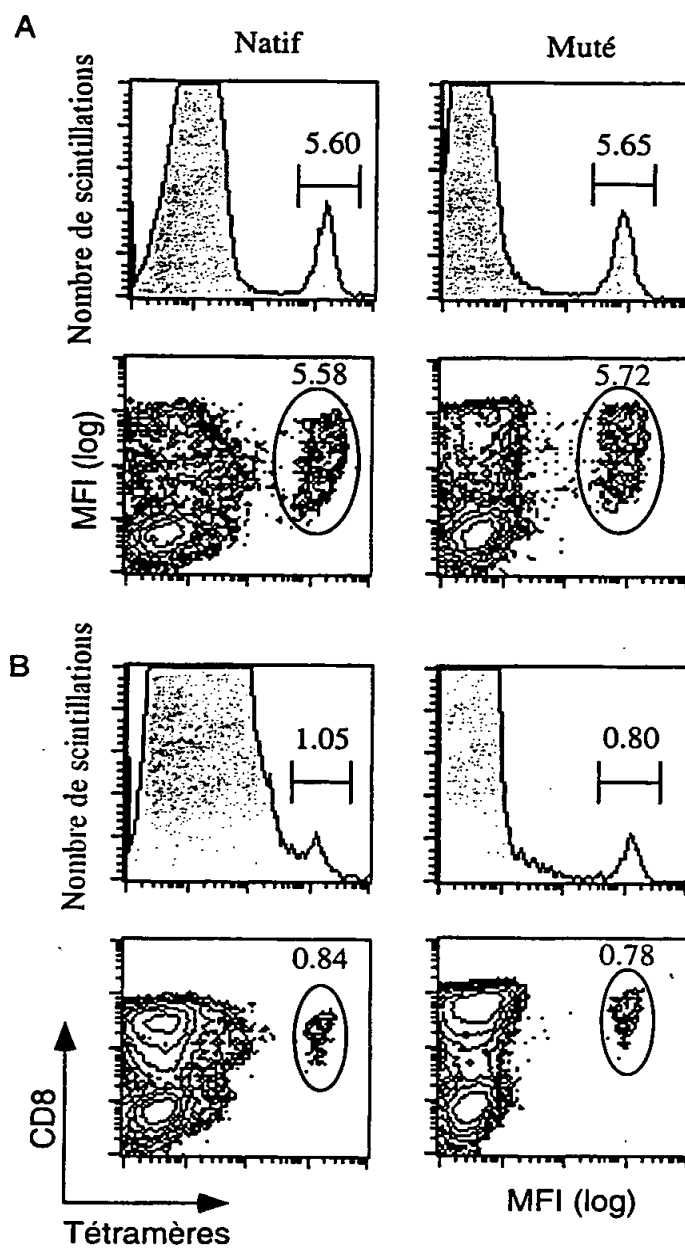 A
Natif
Muté
Nombre de scintillations
5.60
5.65
MFI (log)
5.58
5.72
B
Nombre de scintillations
1.05
0.80
CD8
0.84
0.78
Tétramères
MFI (log)